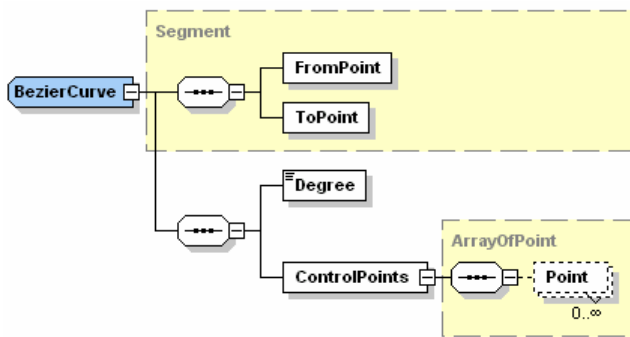 Segment
FromPoint
BezierCurve
ToPoint
Degree
ArrayOfPoint
ControlPoints
Point
0..∞